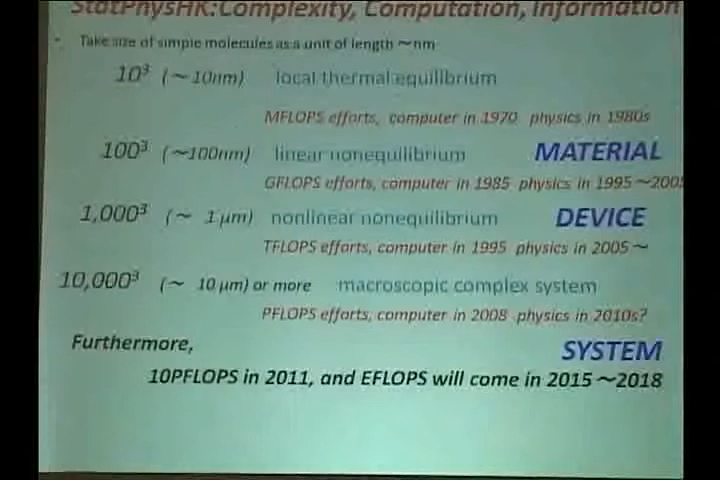 StatPhysHK:Complexity, Computation, Information
• Take size of simple molecules as a unit of length ～nm
10³ (～10nm) local thermal equilibrium
MFLOPS efforts, computer in 1970 physics in 1980s
100³ (～100nm) linear nonequilibrium MATERIAL
GFLOPS efforts, computer in 1985 physics in 1995～2005
1,000³ (～ 1 μm) nonlinear nonequilibrium DEVICE
TFLOPS efforts, computer in 1995 physics in 2005～
10,000³ (～ 10 μm) or more macroscopic complex system
PFLOPS efforts, computer in 2008 physics in 2010s?
Furthermore, SYSTEM
10PFLOPS in 2011, and EFLOPS will come in 2015～2018